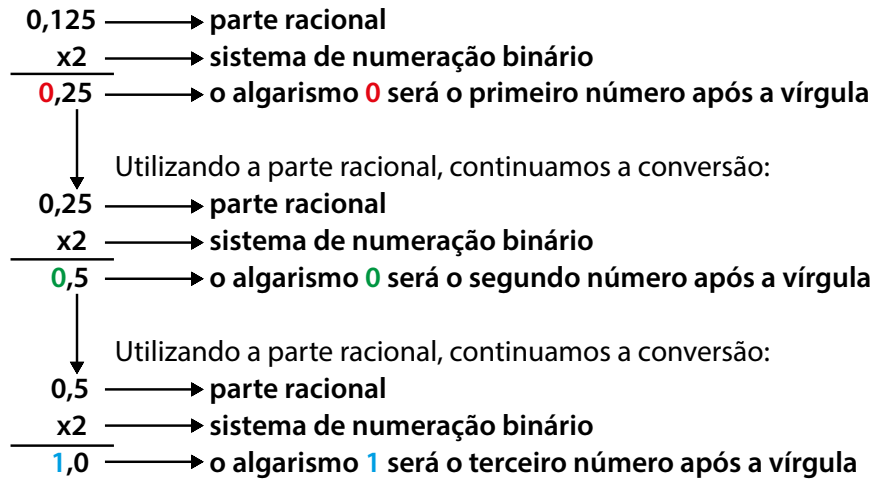 0,125 parte racional
x2 sistema de numeração binário
0,25 o algarismo 0 será o primeiro número após a vírgula
Utilizando a parte racional, continuamos a conversão:
0,25 parte racional
x2 sistema de numeração binário
0,5 o algarismo 0 será o segundo número após a vírgula
Utilizando a parte racional, continuamos a conversão:
0,5 parte racional
x2 sistema de numeração binário
1,0 o algarismo 1 será o terceiro número após a vírgula